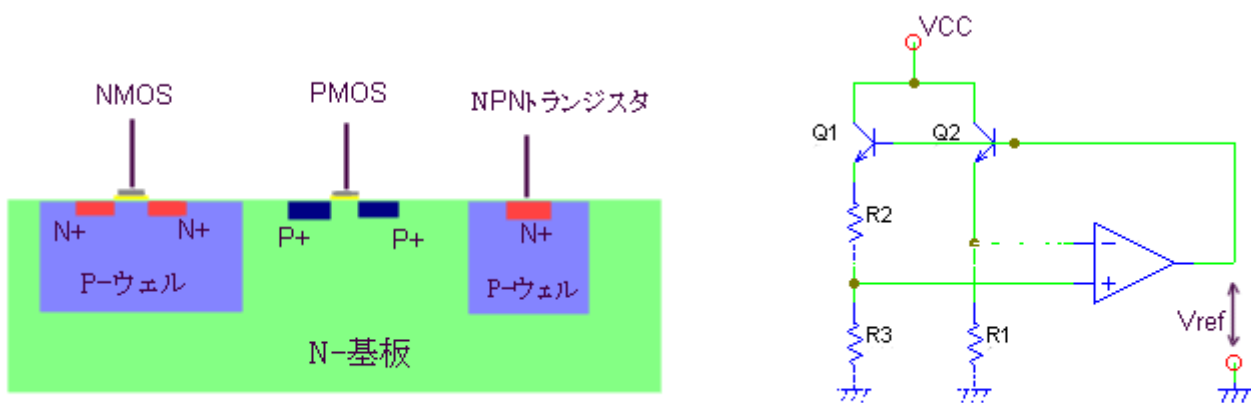 NMOS
PMOS
NPNトランジスタ
N+
N+
P+
P+
N+
P-ウェル
P-ウェル
N-基板
VCC
Q1
Q2
R2
−
+
R3
R1
Vref